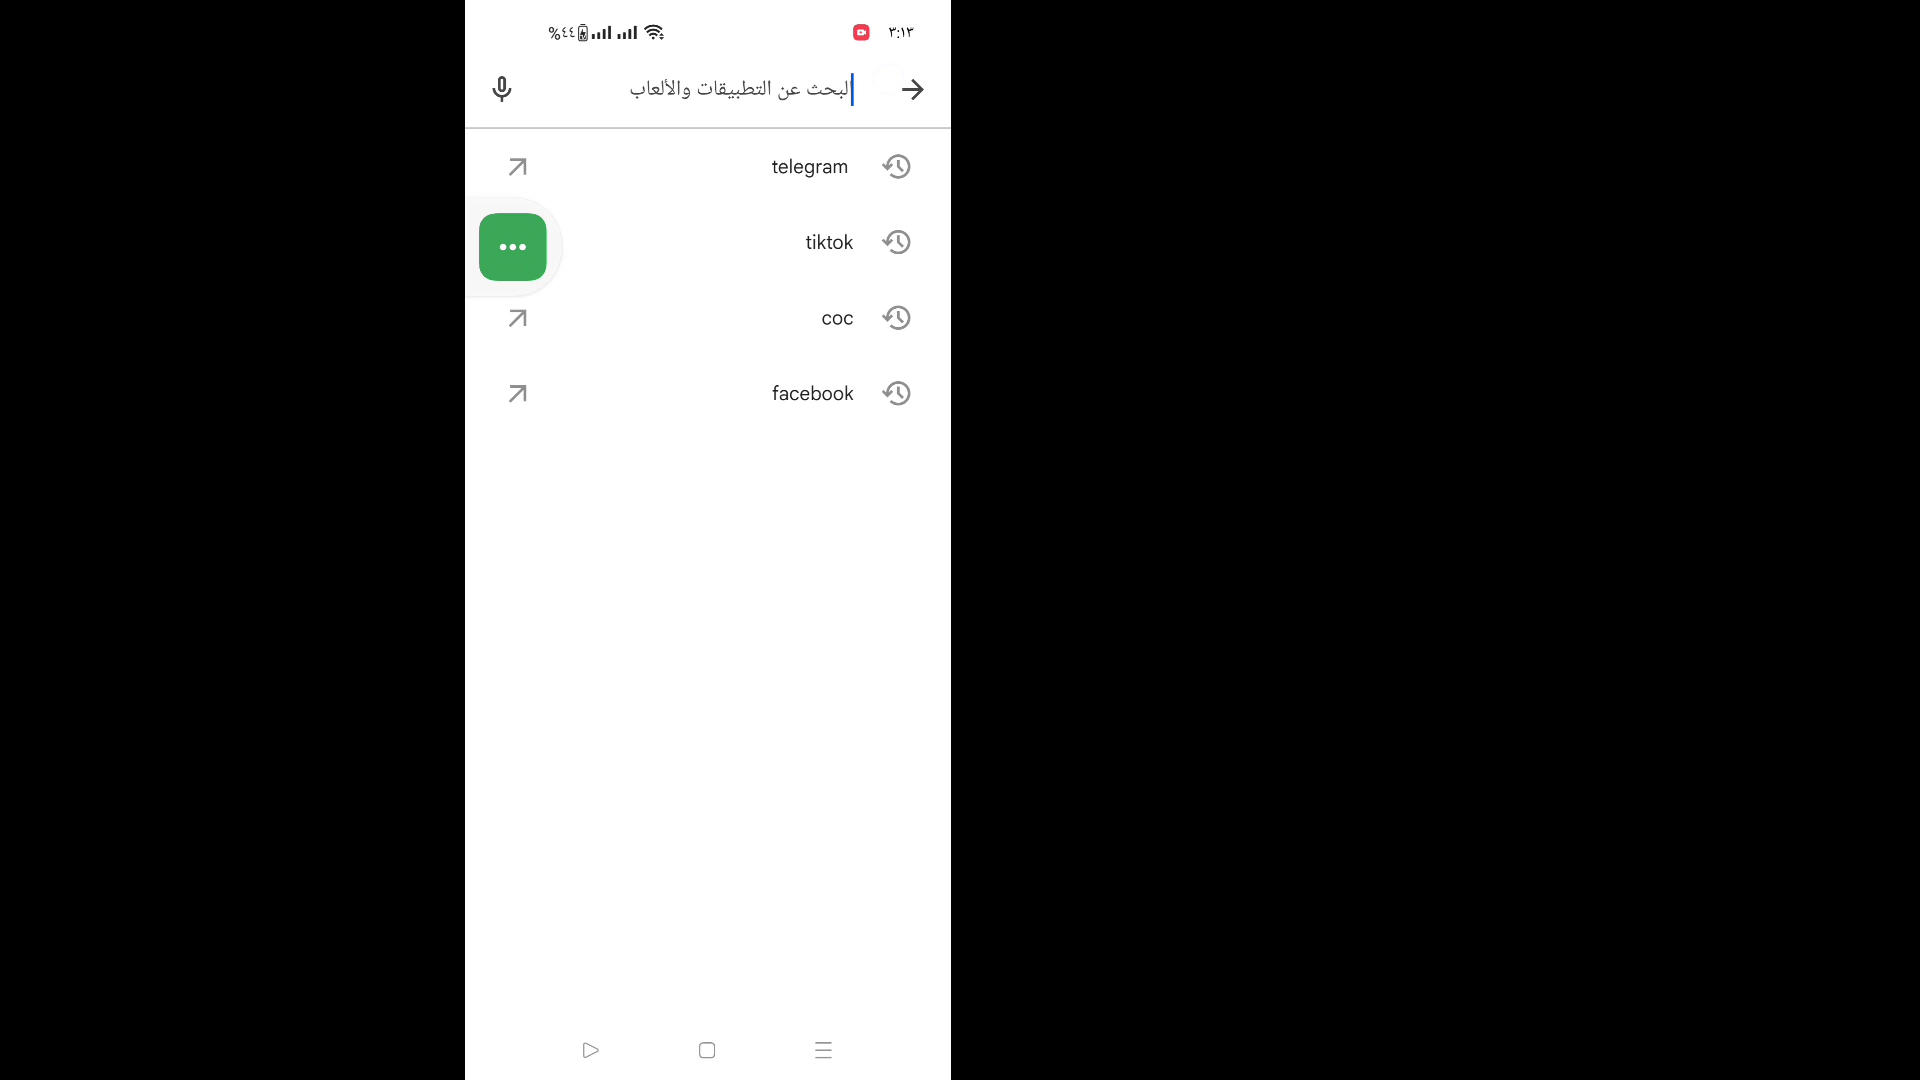 ٣:١٣ %٤٤
البحث عن التطبيقات والألعاب
telegram
tiktok
coc
facebook